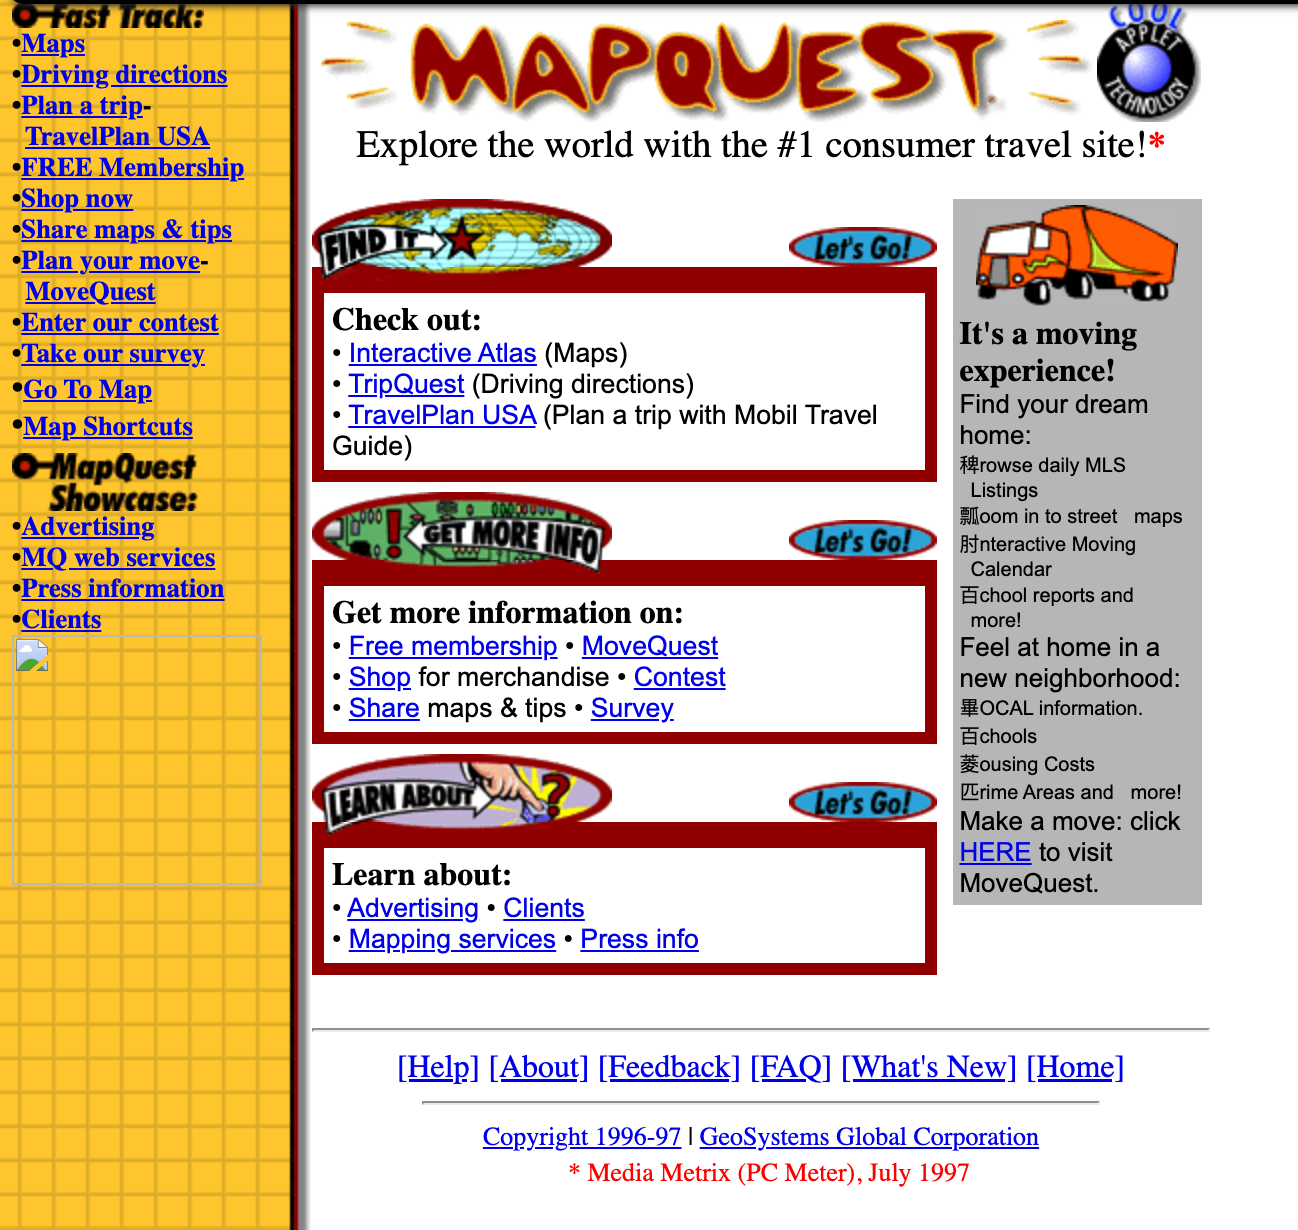 Fast Track:
•Maps
•Driving directions
•Plan a trip-
TravelPlan USA
•FREE Membership
•Shop now
•Share maps & tips
•Plan your move-
MoveQuest
•Enter our contest
•Take our survey
•Go To Map
•Map Shortcuts
MapQuest
Showcase:
•Advertising
•MQ web services
•Press information
•Clients
MAPQUEST
COOL
APPLET
TECHNOLOGY
Explore the world with the #1 consumer travel site!*
FIND IT
Let's Go!
Check out:
• Interactive Atlas (Maps)
• TripQuest (Driving directions)
• TravelPlan USA (Plan a trip with Mobil Travel
Guide)
! GET MORE INFO
Let's Go!
Get more information on:
• Free membership • MoveQuest
• Shop for merchandise • Contest
• Share maps & tips • Survey
LEARN ABOUT ?
Let's Go!
Learn about:
• Advertising • Clients
• Mapping services • Press info
It's a moving
experience!
Find your dream
home:
稗rowse daily MLS
Listings
瓢oom in to street maps
肘nteractive Moving
Calendar
百chool reports and
more!
Feel at home in a
new neighborhood:
畢OCAL information.
百chools
菱ousing Costs
匹rime Areas and more!
Make a move: click
HERE to visit
MoveQuest.
[Help] [About] [Feedback] [FAQ] [What's New] [Home]
Copyright 1996-97 | GeoSystems Global Corporation
* Media Metrix (PC Meter), July 1997